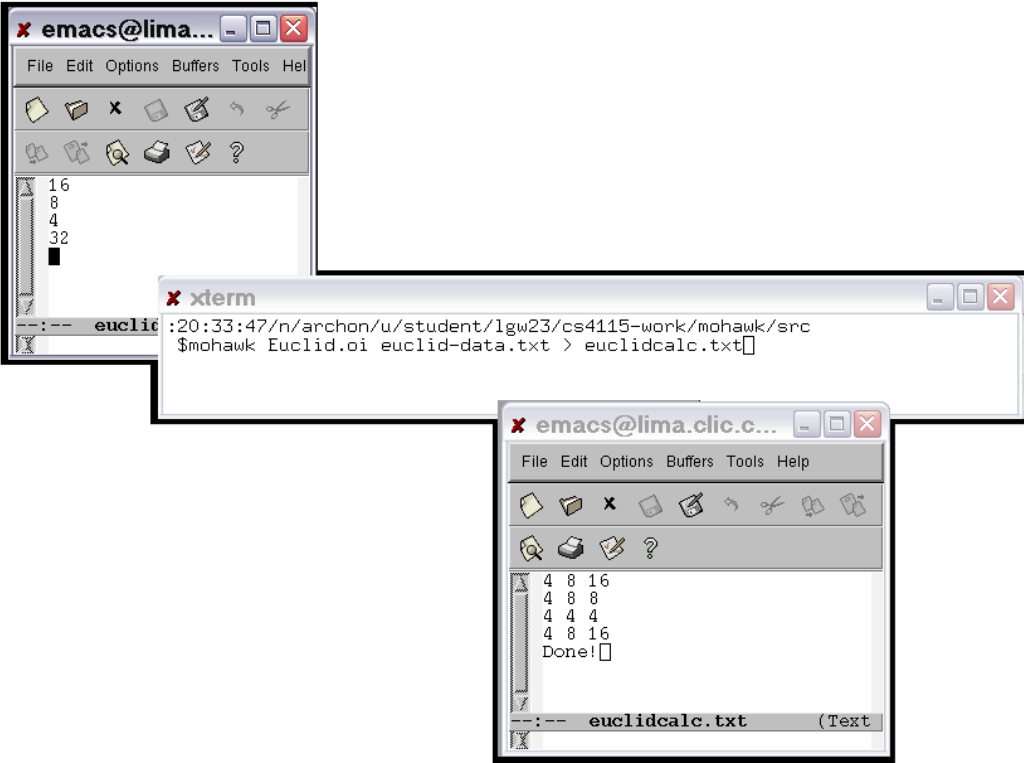 emacs@lima...
File Edit Options Buffers Tools Hel
16
8
4
32
--:-- euclid
xterm
:20:33:47/n/archon/u/student/lgw23/cs4115-work/mohawk/src
$mohawk Euclid.oi euclid-data.txt > euclidcalc.txt
emacs@lima.clic.c...
File Edit Options Buffers Tools Help
4 8 16
4 8 8
4 4 4
4 8 16
Done!
--:-- euclidcalc.txt (Text